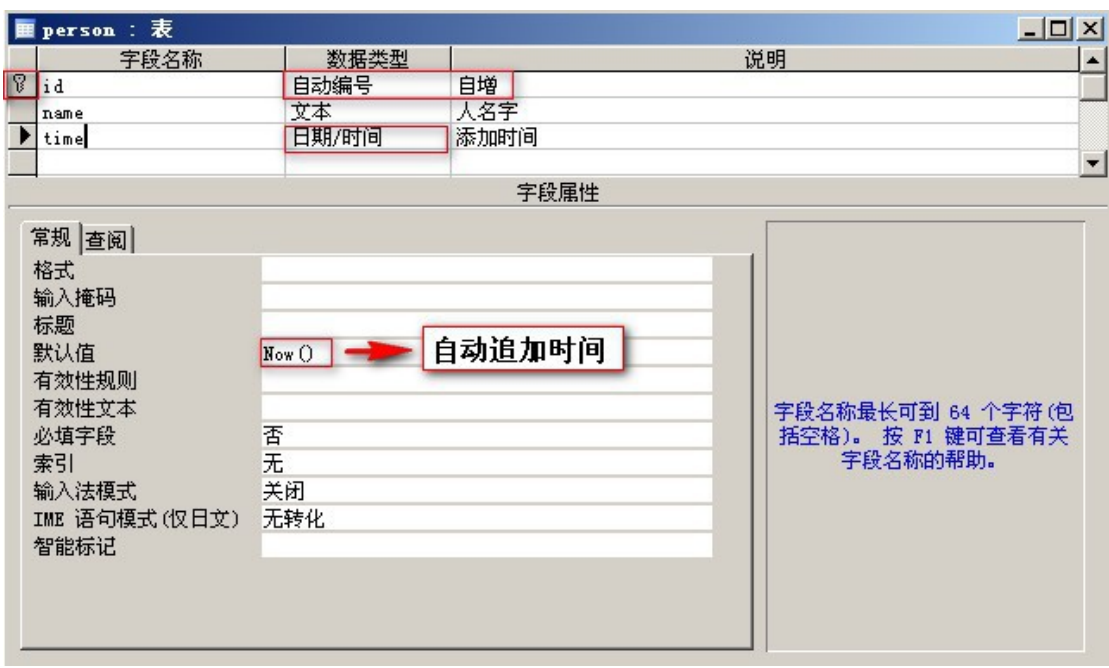 person : 表
字段名称 数据类型 说明
id 自动编号 自增
name 文本 人名字
time 日期/时间 添加时间
字段属性
常规 查阅
格式
输入掩码
标题
默认值 Now() 自动追加时间
有效性规则
有效性文本
必填字段 否
索引 无
输入法模式 关闭
IME 语句模式(仅日文) 无转化
智能标记
字段名称最长可到 64 个字符(包
括空格)。 按 F1 键可查看有关
字段名称的帮助。